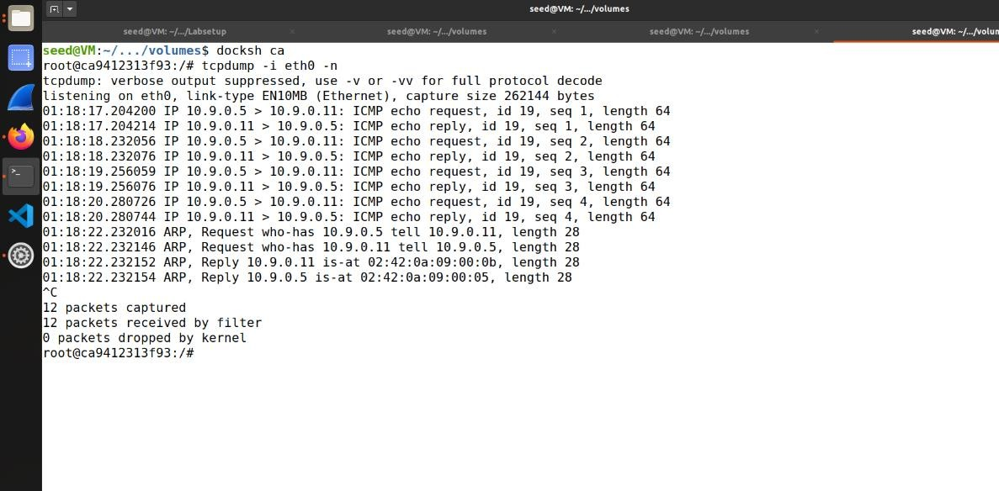 seed@VM: ~/.../volumes
seed@VM: ~/.../Labsetup
seed@VM: ~/.../volumes
seed@VM: ~/.../volumes
seed@VM: ~/.../volum
seed@VM:~/.../volumes$ docksh ca
root@ca9412313f93:/# tcpdump -i eth0 -n
tcpdump: verbose output suppressed, use -v or -vv for full protocol decode
listening on eth0, link-type EN10MB (Ethernet), capture size 262144 bytes
01:18:17.204200 IP 10.9.0.5 > 10.9.0.11: ICMP echo request, id 19, seq 1, length 64
01:18:17.204214 IP 10.9.0.11 > 10.9.0.5: ICMP echo reply, id 19, seq 1, length 64
01:18:18.232056 IP 10.9.0.5 > 10.9.0.11: ICMP echo request, id 19, seq 2, length 64
01:18:18.232076 IP 10.9.0.11 > 10.9.0.5: ICMP echo reply, id 19, seq 2, length 64
01:18:19.256059 IP 10.9.0.5 > 10.9.0.11: ICMP echo request, id 19, seq 3, length 64
01:18:19.256076 IP 10.9.0.11 > 10.9.0.5: ICMP echo reply, id 19, seq 3, length 64
01:18:20.280726 IP 10.9.0.5 > 10.9.0.11: ICMP echo request, id 19, seq 4, length 64
01:18:20.280744 IP 10.9.0.11 > 10.9.0.5: ICMP echo reply, id 19, seq 4, length 64
01:18:22.232016 ARP, Request who-has 10.9.0.5 tell 10.9.0.11, length 28
01:18:22.232146 ARP, Request who-has 10.9.0.11 tell 10.9.0.5, length 28
01:18:22.232152 ARP, Reply 10.9.0.11 is-at 02:42:0a:09:00:0b, length 28
01:18:22.232154 ARP, Reply 10.9.0.5 is-at 02:42:0a:09:00:05, length 28
^C
12 packets captured
12 packets received by filter
0 packets dropped by kernel
root@ca9412313f93:/#